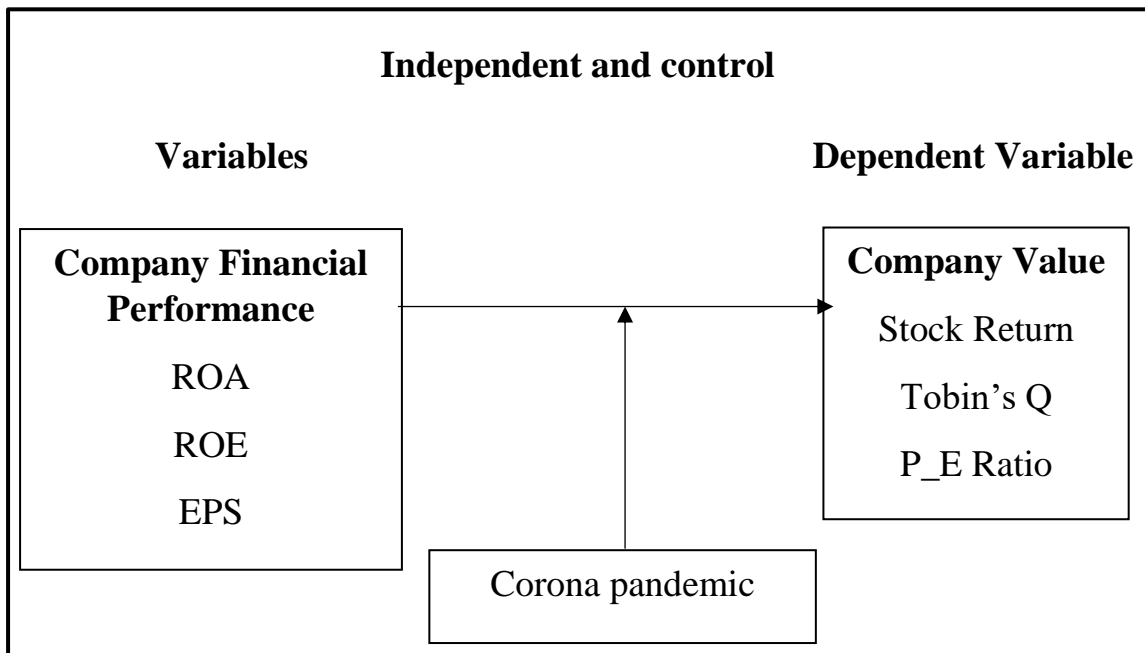 Independent and control
Variables
Dependent Variable
Company Financial
Performance
ROA
ROE
EPS
Company Value
Stock Return
Tobin’s Q
P_E Ratio
Corona pandemic